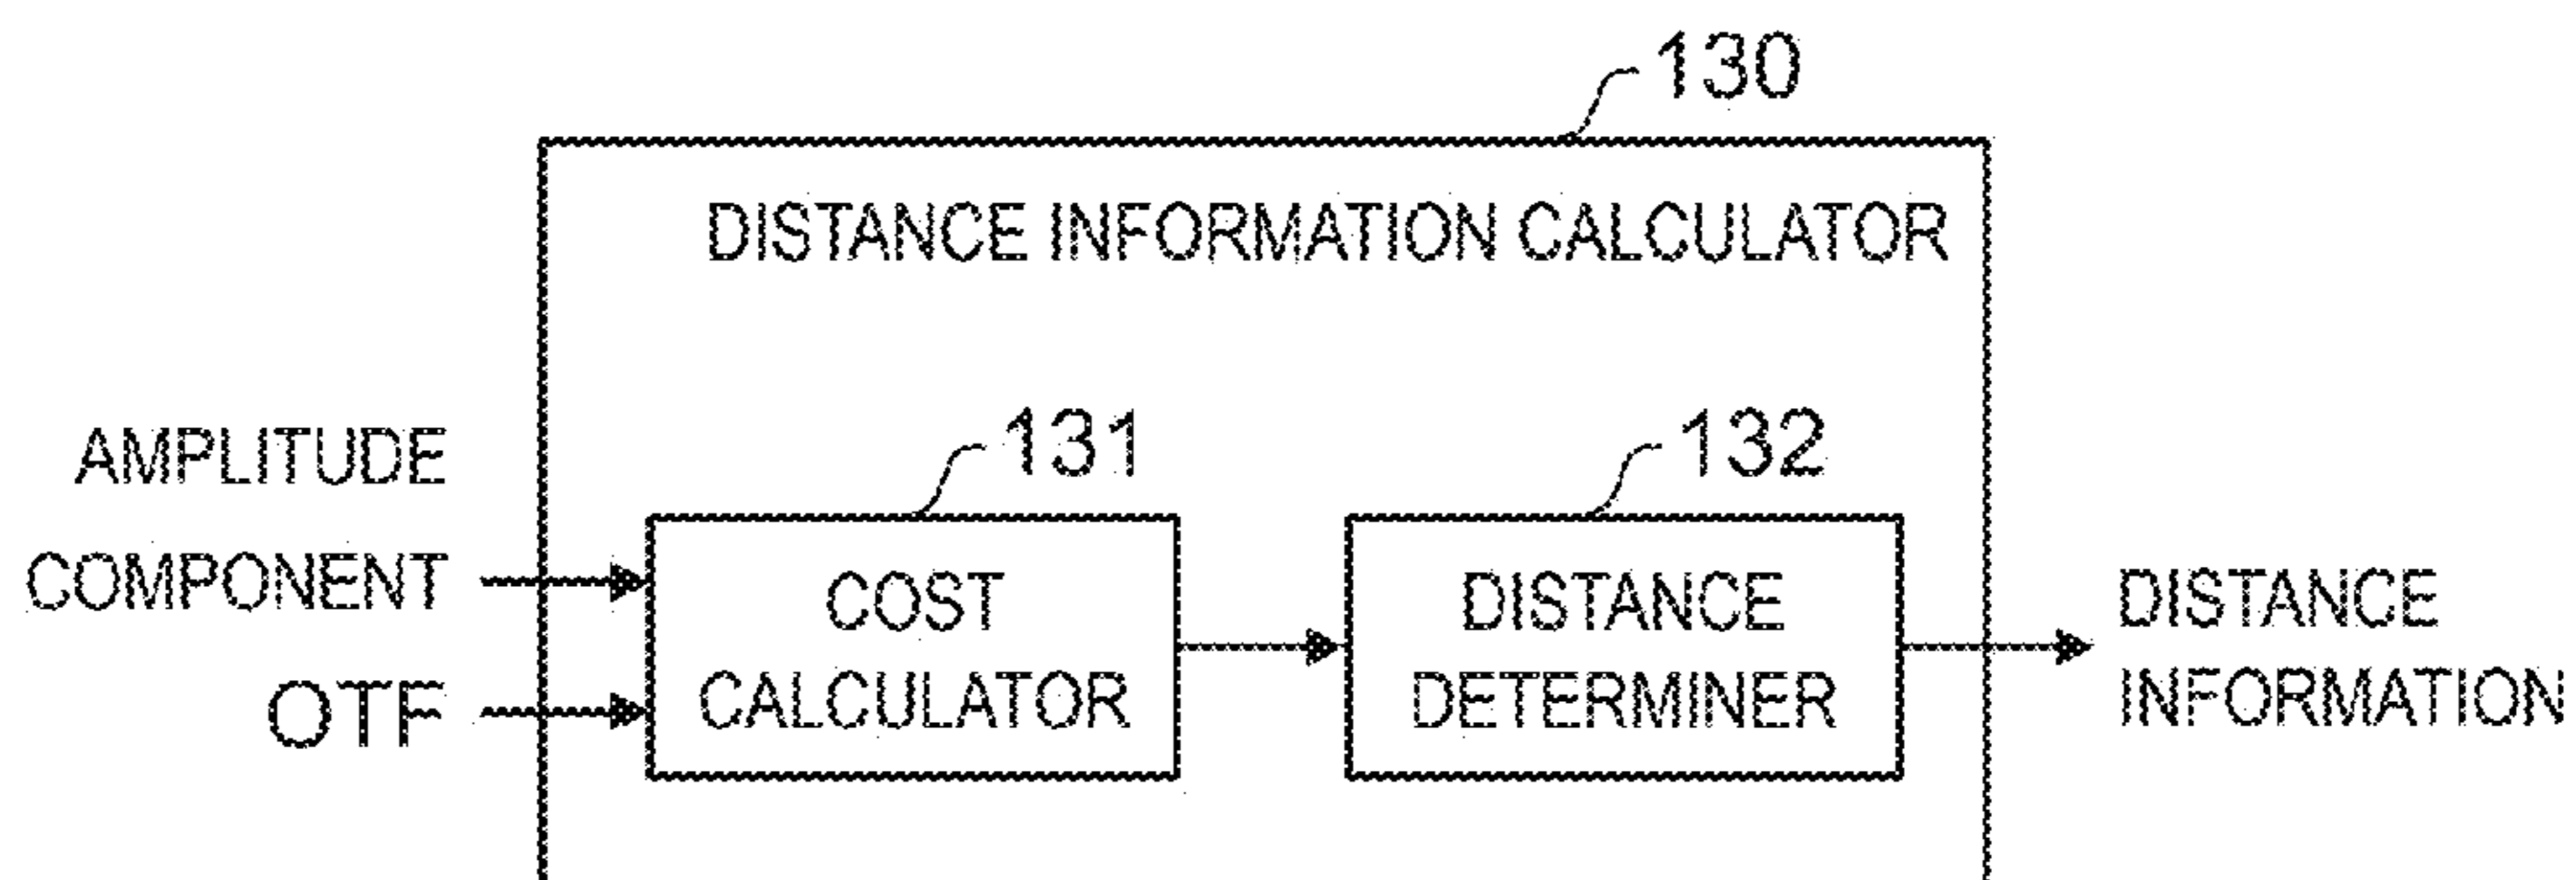 130
DISTANCE INFORMATION CALCULATOR
AMPLITUDE
COMPONENT
OTF
131
COST
CALCULATOR
132
DISTANCE
DETERMINER
DISTANCE
INFORMATION